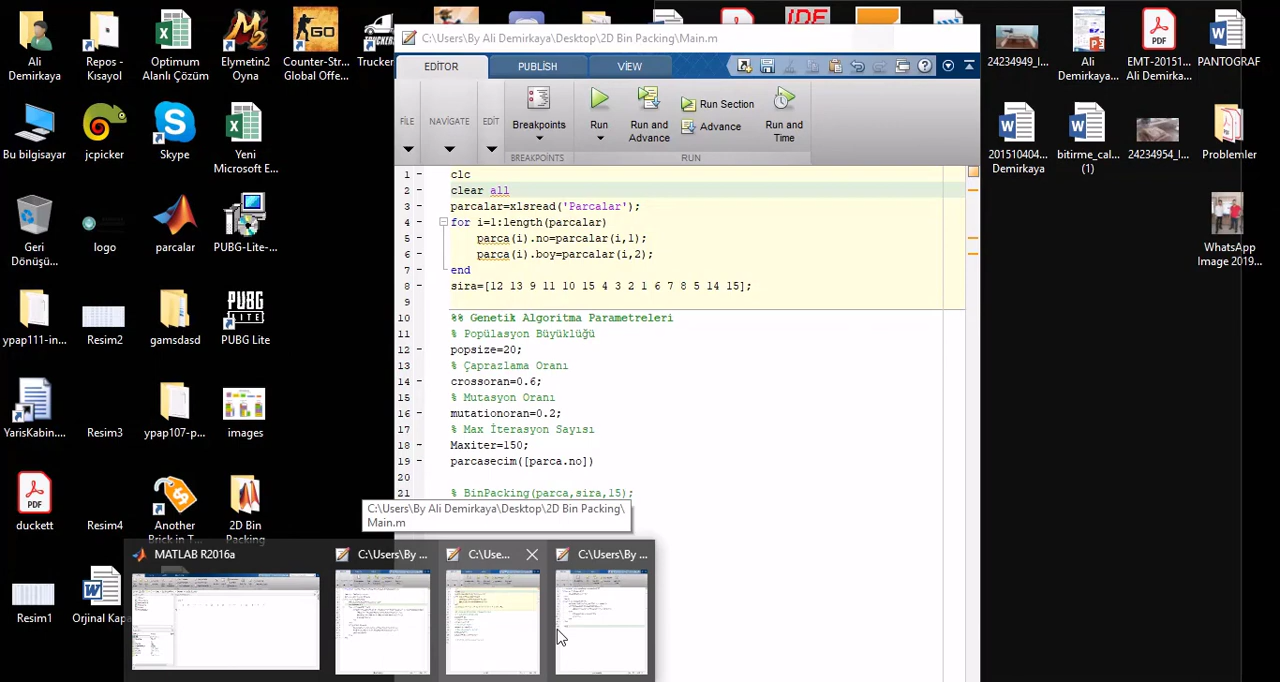 Ali
Demirkaya
Repos -
Kısayol
Optimum
Alanlı Çözüm
Elymetin2
Oyna
Counter-Str...
Global Offe...
Trucker
Bu bilgisayar
jcpicker
Skype
Yeni
Microsoft E...
Geri
Dönüşü...
logo
parcalar
PUBG-Lite-...
ypap111-in...
Resim2
gamsdasd
PUBG Lite
YarisKabin....
Resim3
ypap107-p...
images
duckett
Resim4
Another
Brick in T...
2D Bin
Packing
Resim1
Orjinal Kapa
C:\Users\By Ali Demirkaya\Desktop\2D Bin Packing\Main.m
EDITOR
PUBLISH
VIEW
FILE
NAVIGATE
EDIT
Breakpoints
Run
Run and
Advance
Run Section
Advance
Run and
Time
BREAKPOINTS
RUN
1 - clc
2 - clear all
3 - parcalar=xlsread('Parcalar');
4 - for i=1:length(parcalar)
5 - parca(i).no=parcalar(i,1);
6 - parca(i).boy=parcalar(i,2);
7 - end
8 - sira=[12 13 9 11 10 15 4 3 2 1 6 7 8 5 14 15];
9
10 %% Genetik Algoritma Parametreleri
11 % Popülasyon Büyüklüğü
12 - popsize=20;
13 % Çaprazlama Oranı
14 - crossoran=0.6;
15 % Mutasyon Oranı
16 - mutationoran=0.2;
17 % Max İterasyon Sayısı
18 - Maxiter=150;
19 - parcasecim([parca.no])
20
21 % BinPacking(parca,sira,15);
C:\Users\By Ali Demirkaya\Desktop\2D Bin Packing\
Main.m
MATLAB R2016a
C:\Users\By ...
C:\Use...
C:\Users\By ...
24234949_l...
Ali
Demirkaya...
EMT-20151...
Ali Demirka...
PANTOGRAF
201510404...
Demirkaya
bitirme_cal...
(1)
24234954_l...
Problemler
WhatsApp
Image 2019...